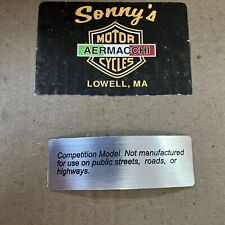 Sonny's
MOTOR
AERMACCHI
CYCLES
LOWELL, MA
Competition Model Not manufactured
for use on public streets, roads, or
highways.